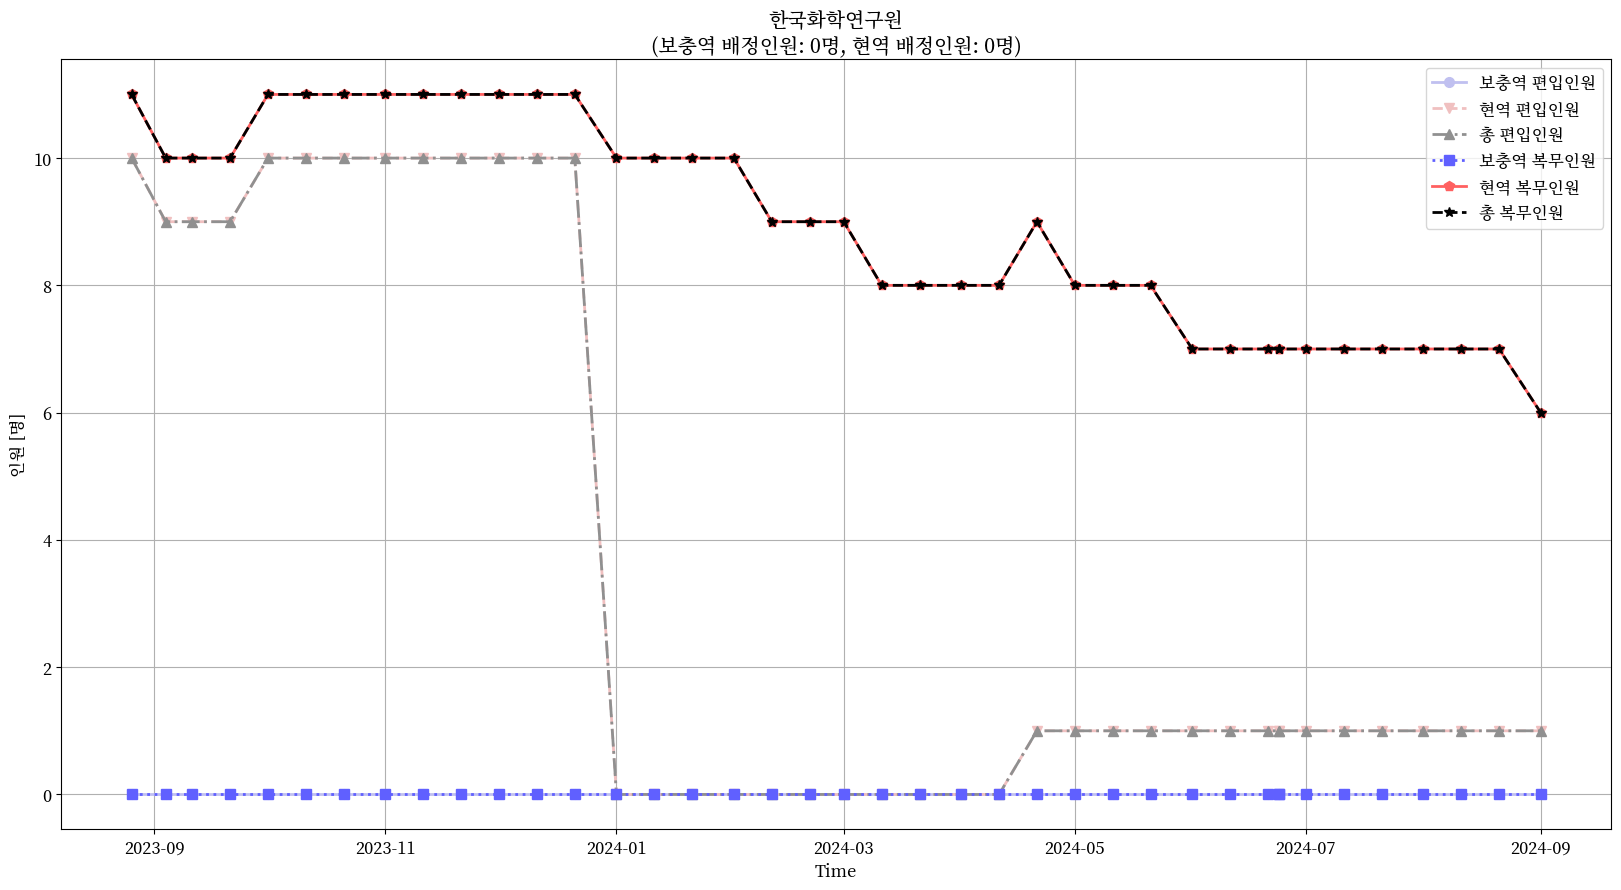 한국화학연구원
(보충역 배정인원: 0명, 현역 배정인원: 0명)
보충역 편입인원
현역 편입인원
총 편입인원
보충역 복무인원
현역 복무인원
총 복무인원
인원 [명]
10
8
6
4
2
0
2023-09
2023-11
2024-01
2024-03
2024-05
2024-07
2024-09
Time